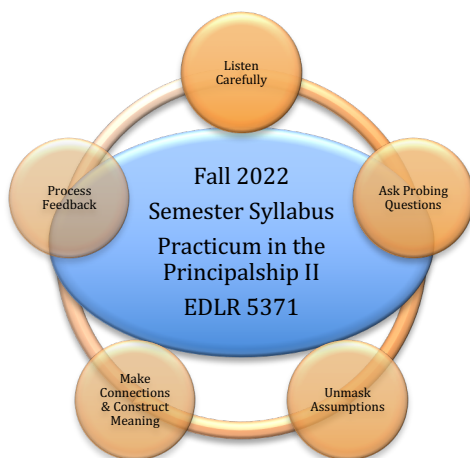 Listen
Carefully
Ask Probing
Questions
Unmask
Assumptions
Make
Connections
& Construct
Meaning
Process
Feedback
Fall 2022
Semester Syllabus
Practicum in the
Principalship II
EDLR 5371